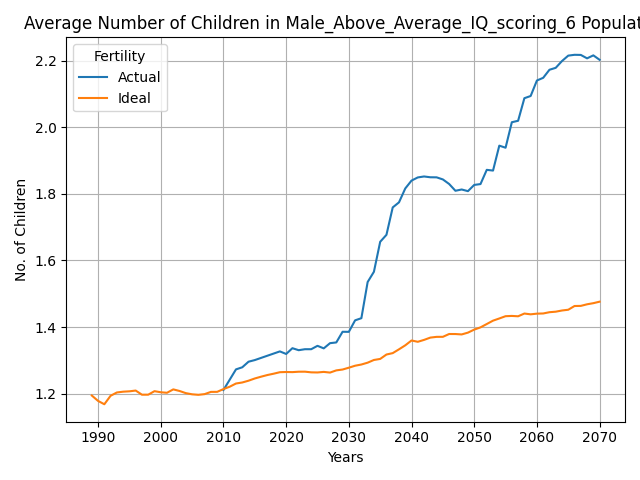 Average Number of Children in Male_Above_Average_IQ_scoring_6 Populat
Fertility
Actual
Ideal
No. of Children
2.2
2.0
1.8
1.6
1.4
1.2
1990 2000 2010 2020 2030 2040 2050 2060 2070
Years